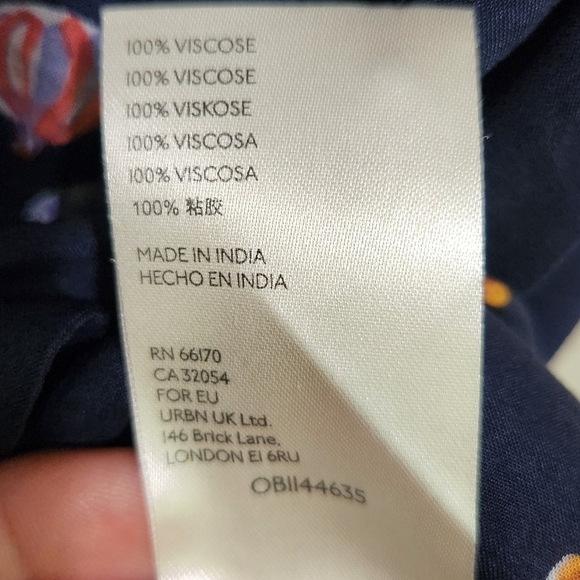 100% VISCOSE
100% VISCOSE
100% VISKOSE
100% VISCOSA
100% VISCOSA
100% 粘胶
MADE IN INDIA
HECHO EN INDIA
RN 66170
CA 32054
FOR EU
URBN UK Ltd.
146 Brick Lane,
LONDON E1 6RU
OB1144635